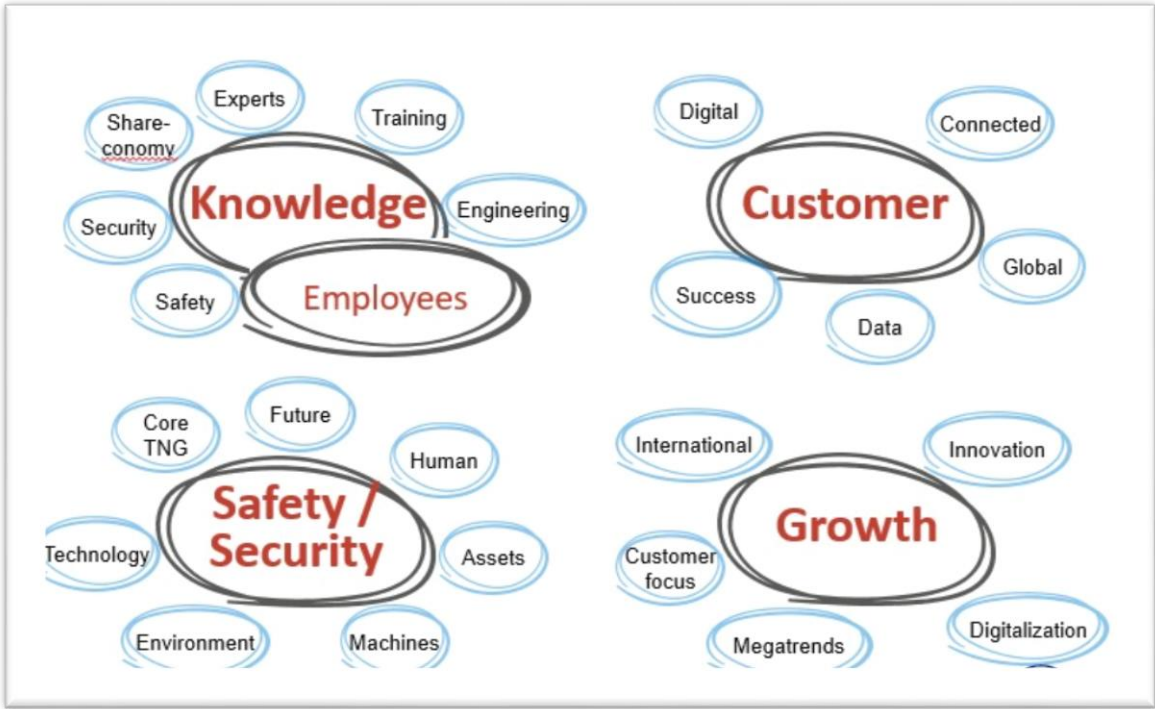 Experts
Training
Share-
conomy
Knowledge
Engineering
Security
Safety
Employees
Digital
Connected
Customer
Global
Success
Data
Core
TNG
Future
Human
Safety /
Security
Technology
Assets
Environment
Machines
International
Innovation
Growth
Customer
focus
Digitalization
Megatrends